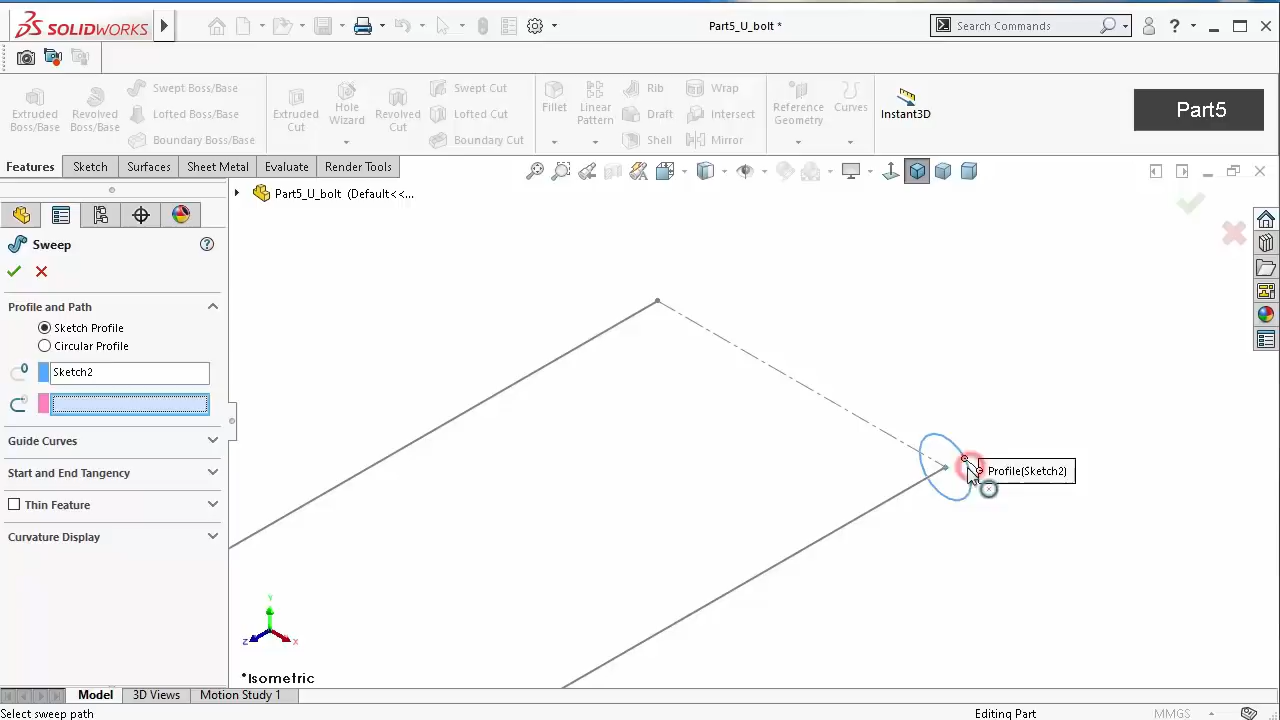 SOLIDWORKS
Part5_U_bolt *
Search Commands
?
Extruded Boss/Base
Revolved Boss/Base
Swept Boss/Base
Lofted Boss/Base
Boundary Boss/Base
Extruded Cut
Hole Wizard
Revolved Cut
Swept Cut
Lofted Cut
Boundary Cut
Fillet
Linear Pattern
Rib
Draft
Shell
Wrap
Intersect
Mirror
Reference Geometry
Curves
Instant3D
Part5
Features
Sketch
Surfaces
Sheet Metal
Evaluate
Render Tools
Part5_U_bolt (Default<<...
Sweep
?
Profile and Path
Sketch Profile
Circular Profile
Sketch2
Guide Curves
Start and End Tangency
Thin Feature
Curvature Display
Profile(Sketch2)
Y
Z
X
*Isometric
Model
3D Views
Motion Study 1
Select sweep path
Editing Part
MMGS